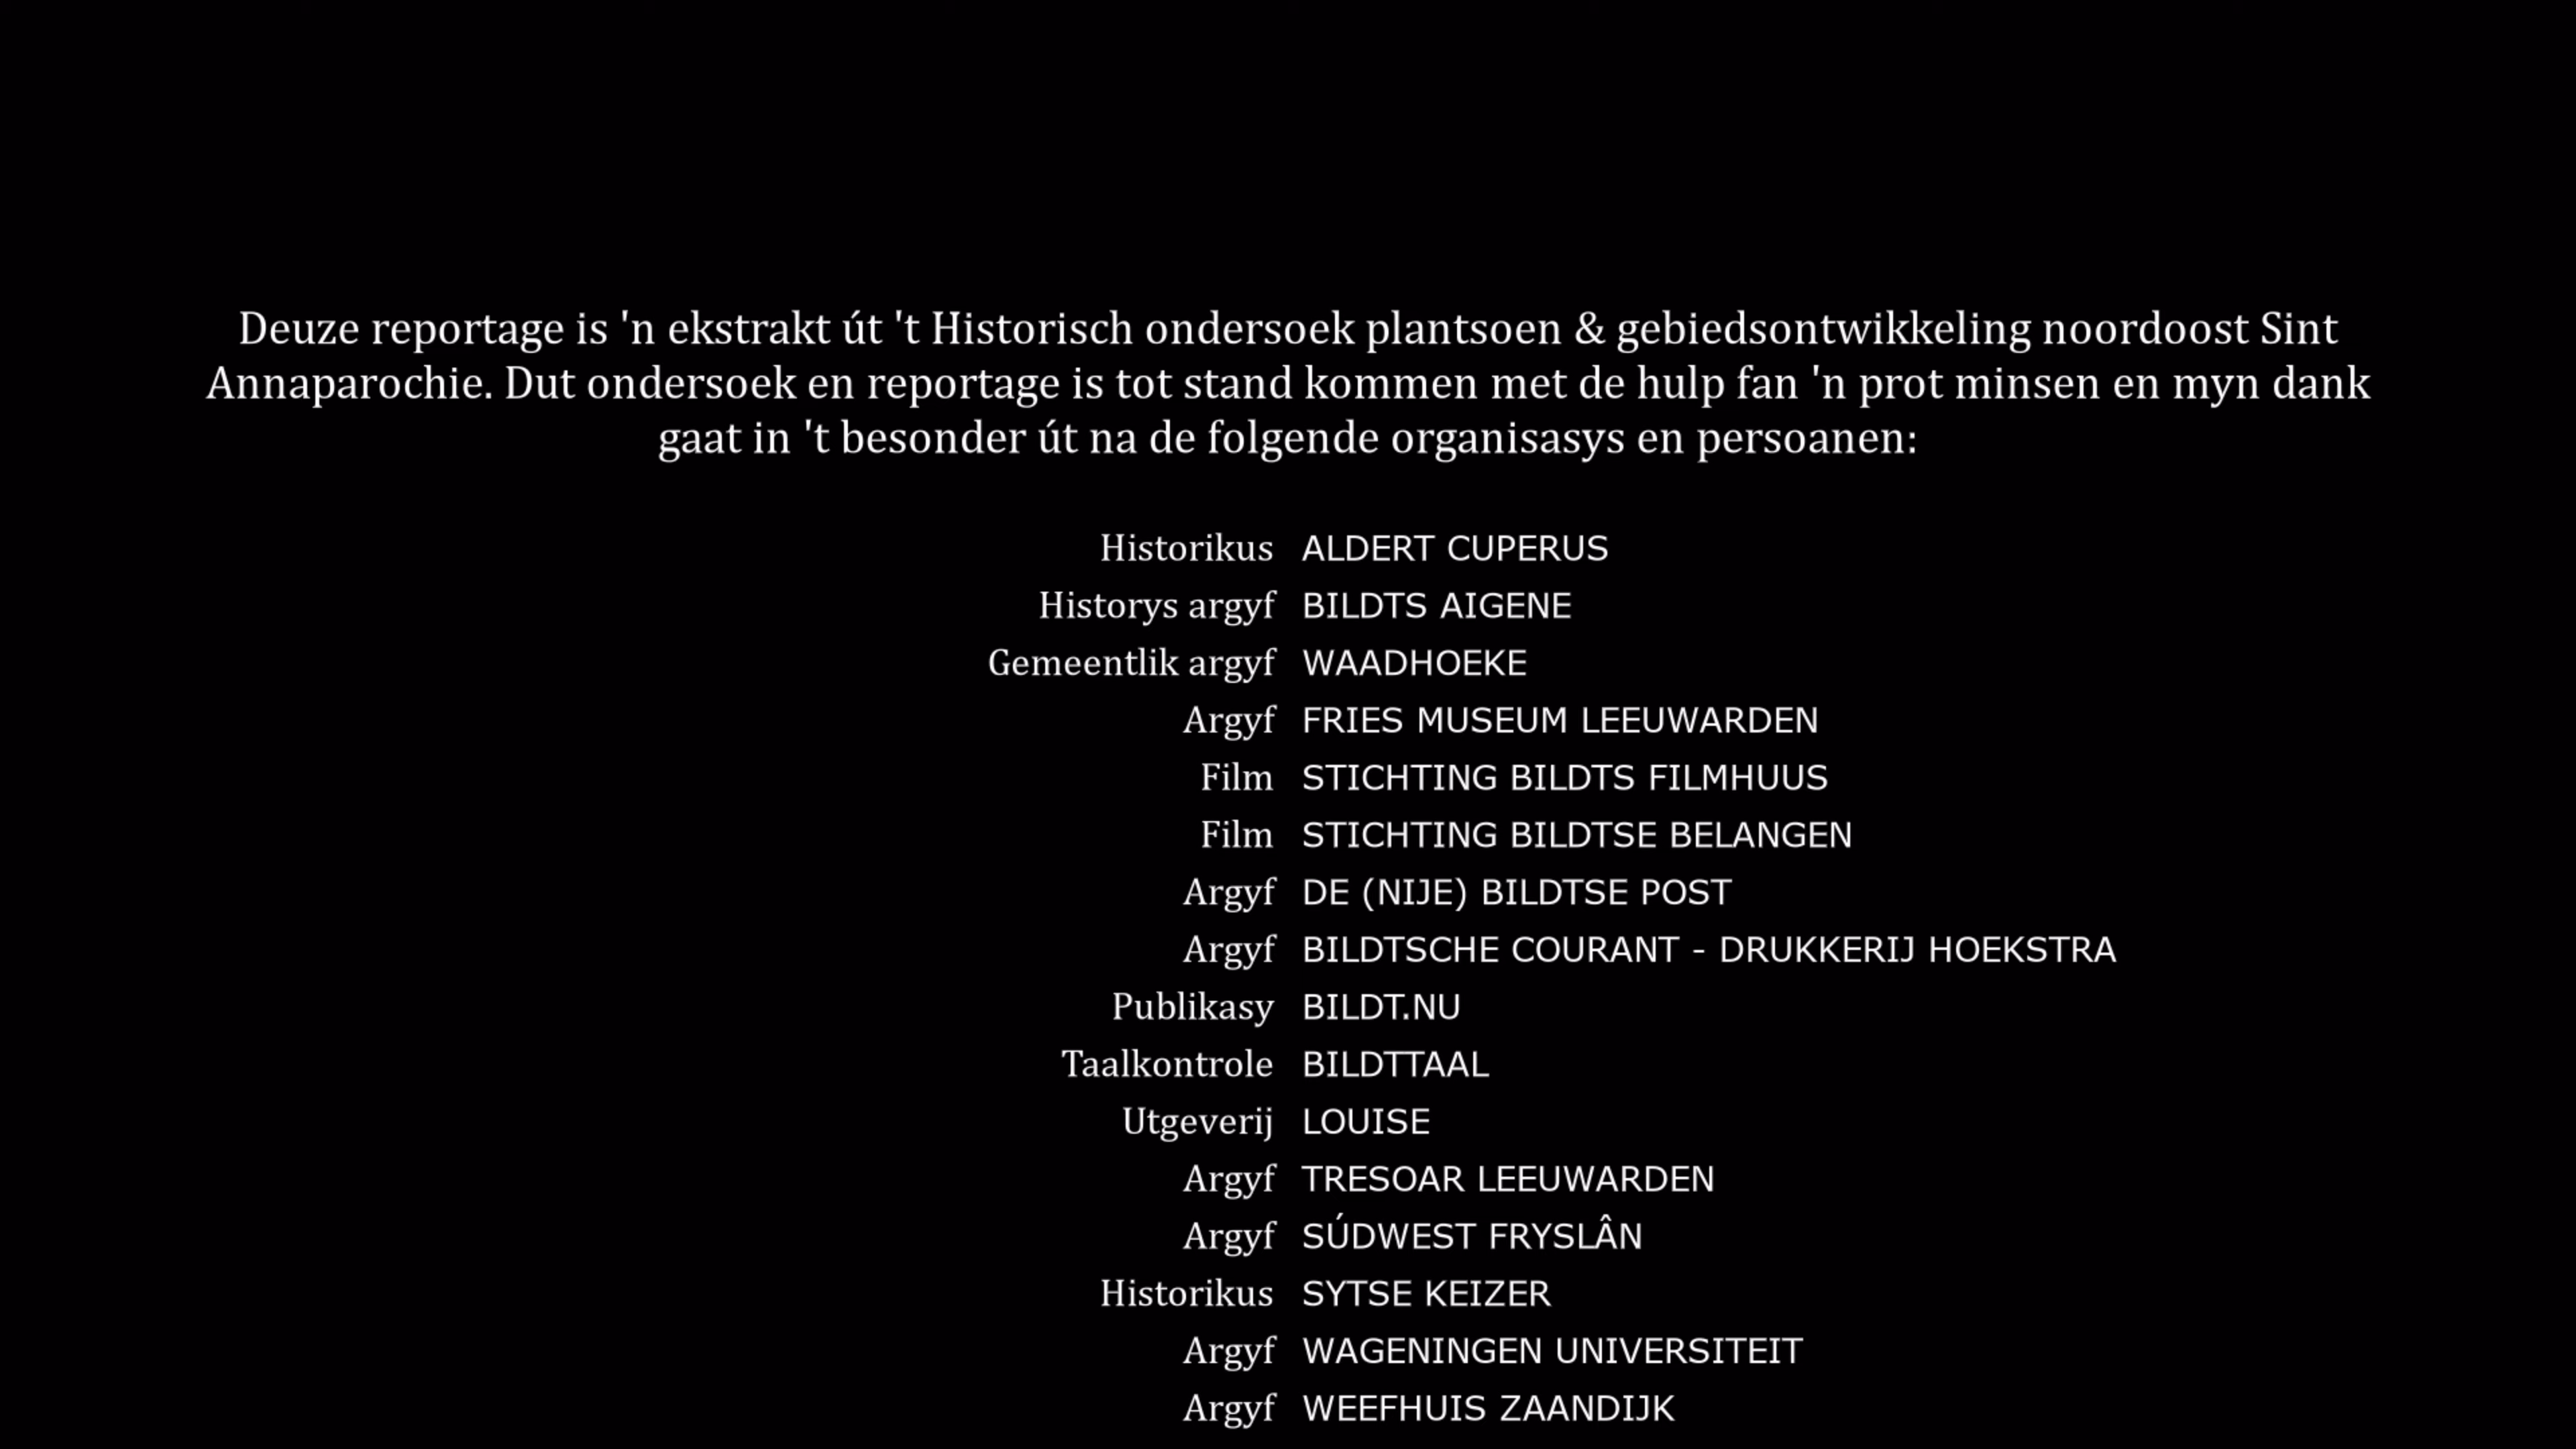 Deuze reportage is 'n ekstrakt út 't Historisch ondersoek plantsoen & gebiedsontwikkeling noordoost Sint
Annaparochie. Dut ondersoek en reportage is tot stand kommen met de hulp fan 'n prot minsen en myn dank
gaat in 't besonder út na de folgende organisasys en persoanen:
Historikus ALDERT CUPERUS
Historys argyf BILDTS AIGENE
Gemeentlik argyf WAADHOEKE
Argyf FRIES MUSEUM LEEUWARDEN
Film STICHTING BILDTS FILMHUUS
Film STICHTING BILDTSE BELANGEN
Argyf DE (NIJE) BILDTSE POST
Argyf BILDTSCHE COURANT - DRUKKERIJ HOEKSTRA
Publikasy BILDT.NU
Taalkontrole BILDTTAAL
Utgeverij LOUISE
Argyf TRESOAR LEEUWARDEN
Argyf SÚDWEST FRYSLÂN
Historikus SYTSE KEIZER
Argyf WAGENINGEN UNIVERSITEIT
Argyf WEEFHUIS ZAANDIJK